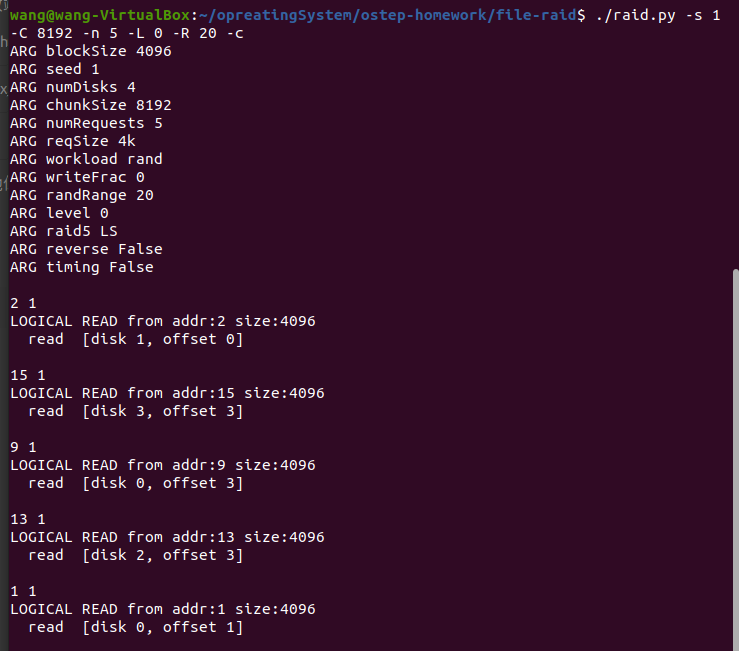 wang@wang-VirtualBox:~/opreatingSystem/ostep-homework/file-raid$ ./raid.py -s 1
-C 8192 -n 5 -L 0 -R 20 -c
ARG blockSize 4096
ARG seed 1
ARG numDisks 4
ARG chunkSize 8192
ARG numRequests 5
ARG reqSize 4k
ARG workload rand
ARG writeFrac 0
ARG randRange 20
ARG level 0
ARG raid5 LS
ARG reverse False
ARG timing False

2 1
LOGICAL READ from addr:2 size:4096
  read  [disk 1, offset 0]

15 1
LOGICAL READ from addr:15 size:4096
  read  [disk 3, offset 3]

9 1
LOGICAL READ from addr:9 size:4096
  read  [disk 0, offset 3]

13 1
LOGICAL READ from addr:13 size:4096
  read  [disk 2, offset 3]

1 1
LOGICAL READ from addr:1 size:4096
  read  [disk 0, offset 1]